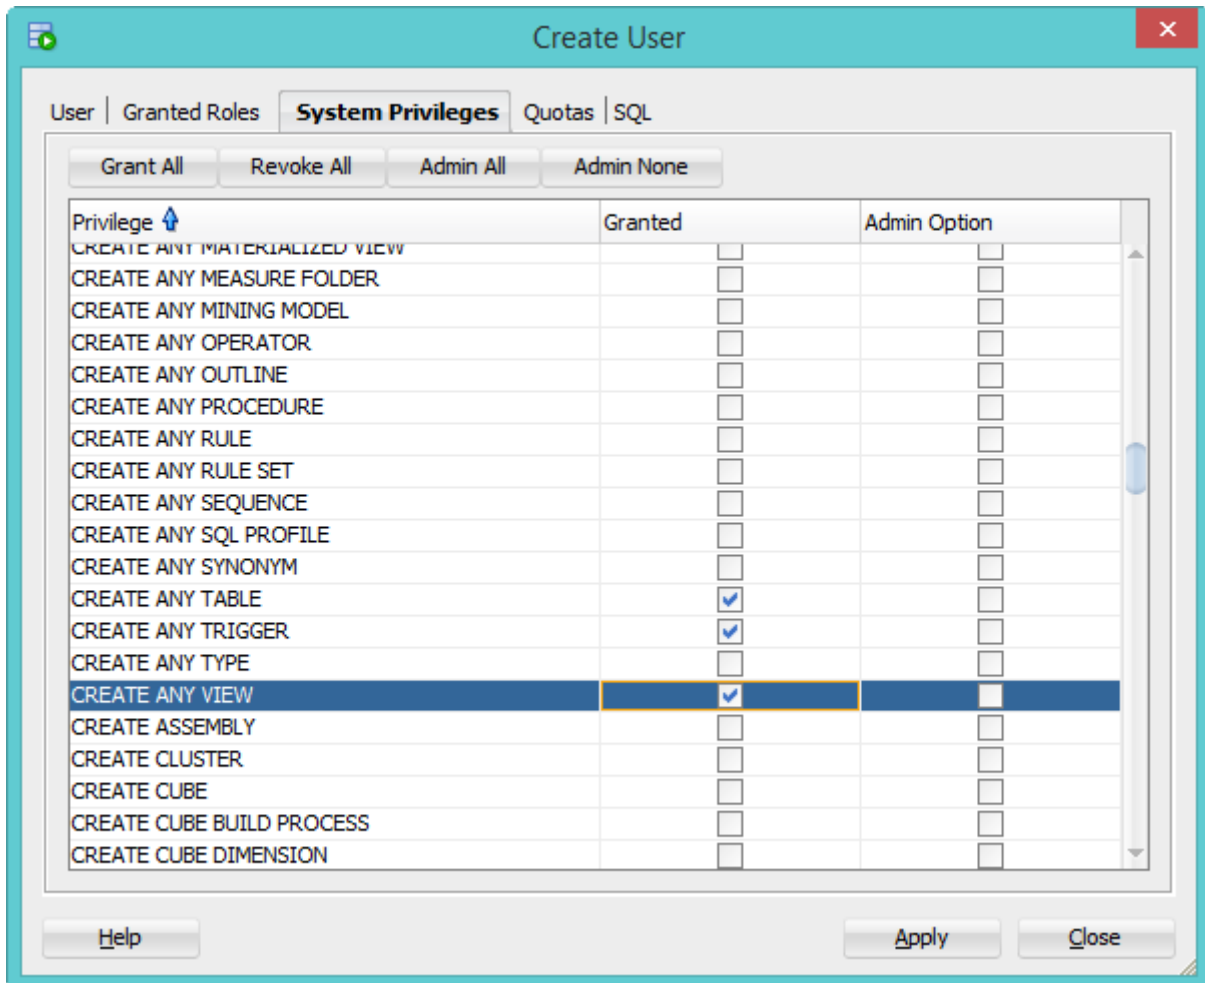 Create User
User Granted Roles System Privileges Quotas SQL
Grant All Revoke All Admin All Admin None
Privilege Granted Admin Option
CREATE ANY MATERIALIZED VIEW
CREATE ANY MEASURE FOLDER
CREATE ANY MINING MODEL
CREATE ANY OPERATOR
CREATE ANY OUTLINE
CREATE ANY PROCEDURE
CREATE ANY RULE
CREATE ANY RULE SET
CREATE ANY SEQUENCE
CREATE ANY SQL PROFILE
CREATE ANY SYNONYM
CREATE ANY TABLE
CREATE ANY TRIGGER
CREATE ANY TYPE
CREATE ANY VIEW
CREATE ASSEMBLY
CREATE CLUSTER
CREATE CUBE
CREATE CUBE BUILD PROCESS
CREATE CUBE DIMENSION
Help Apply Close